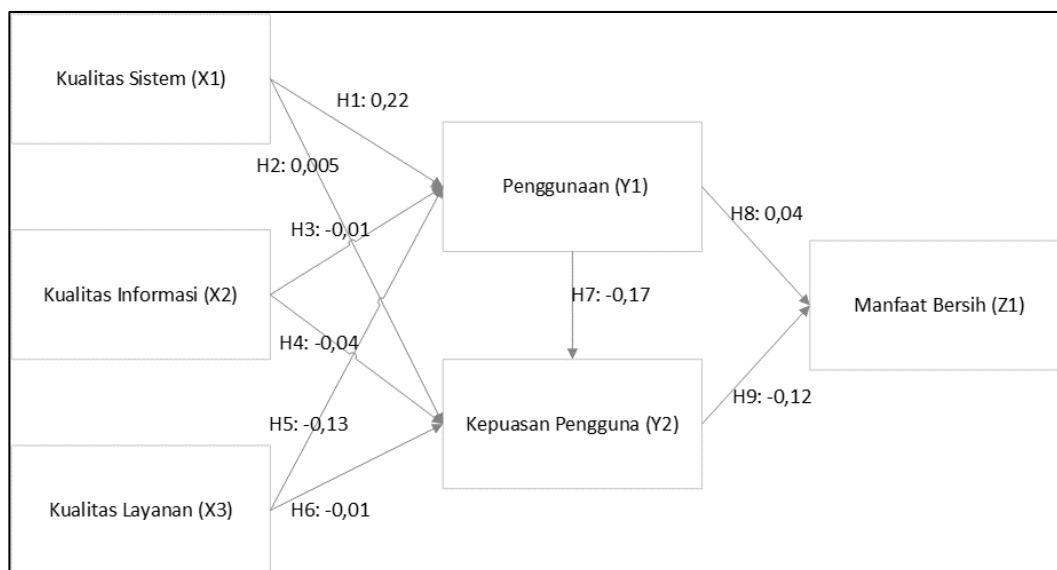 Kualitas Sistem (X1)
H1: 0,22
H2: 0,005
Penggunaan (Y1)
H3: -0,01
H8: 0,04
Kualitas Informasi (X2)
H7: -0,17
Manfaat Bersih (Z1)
H4: -0,04
H5: -0,13
Kepuasan Pengguna (Y2)
H9: -0,12
Kualitas Layanan (X3)
H6: -0,01